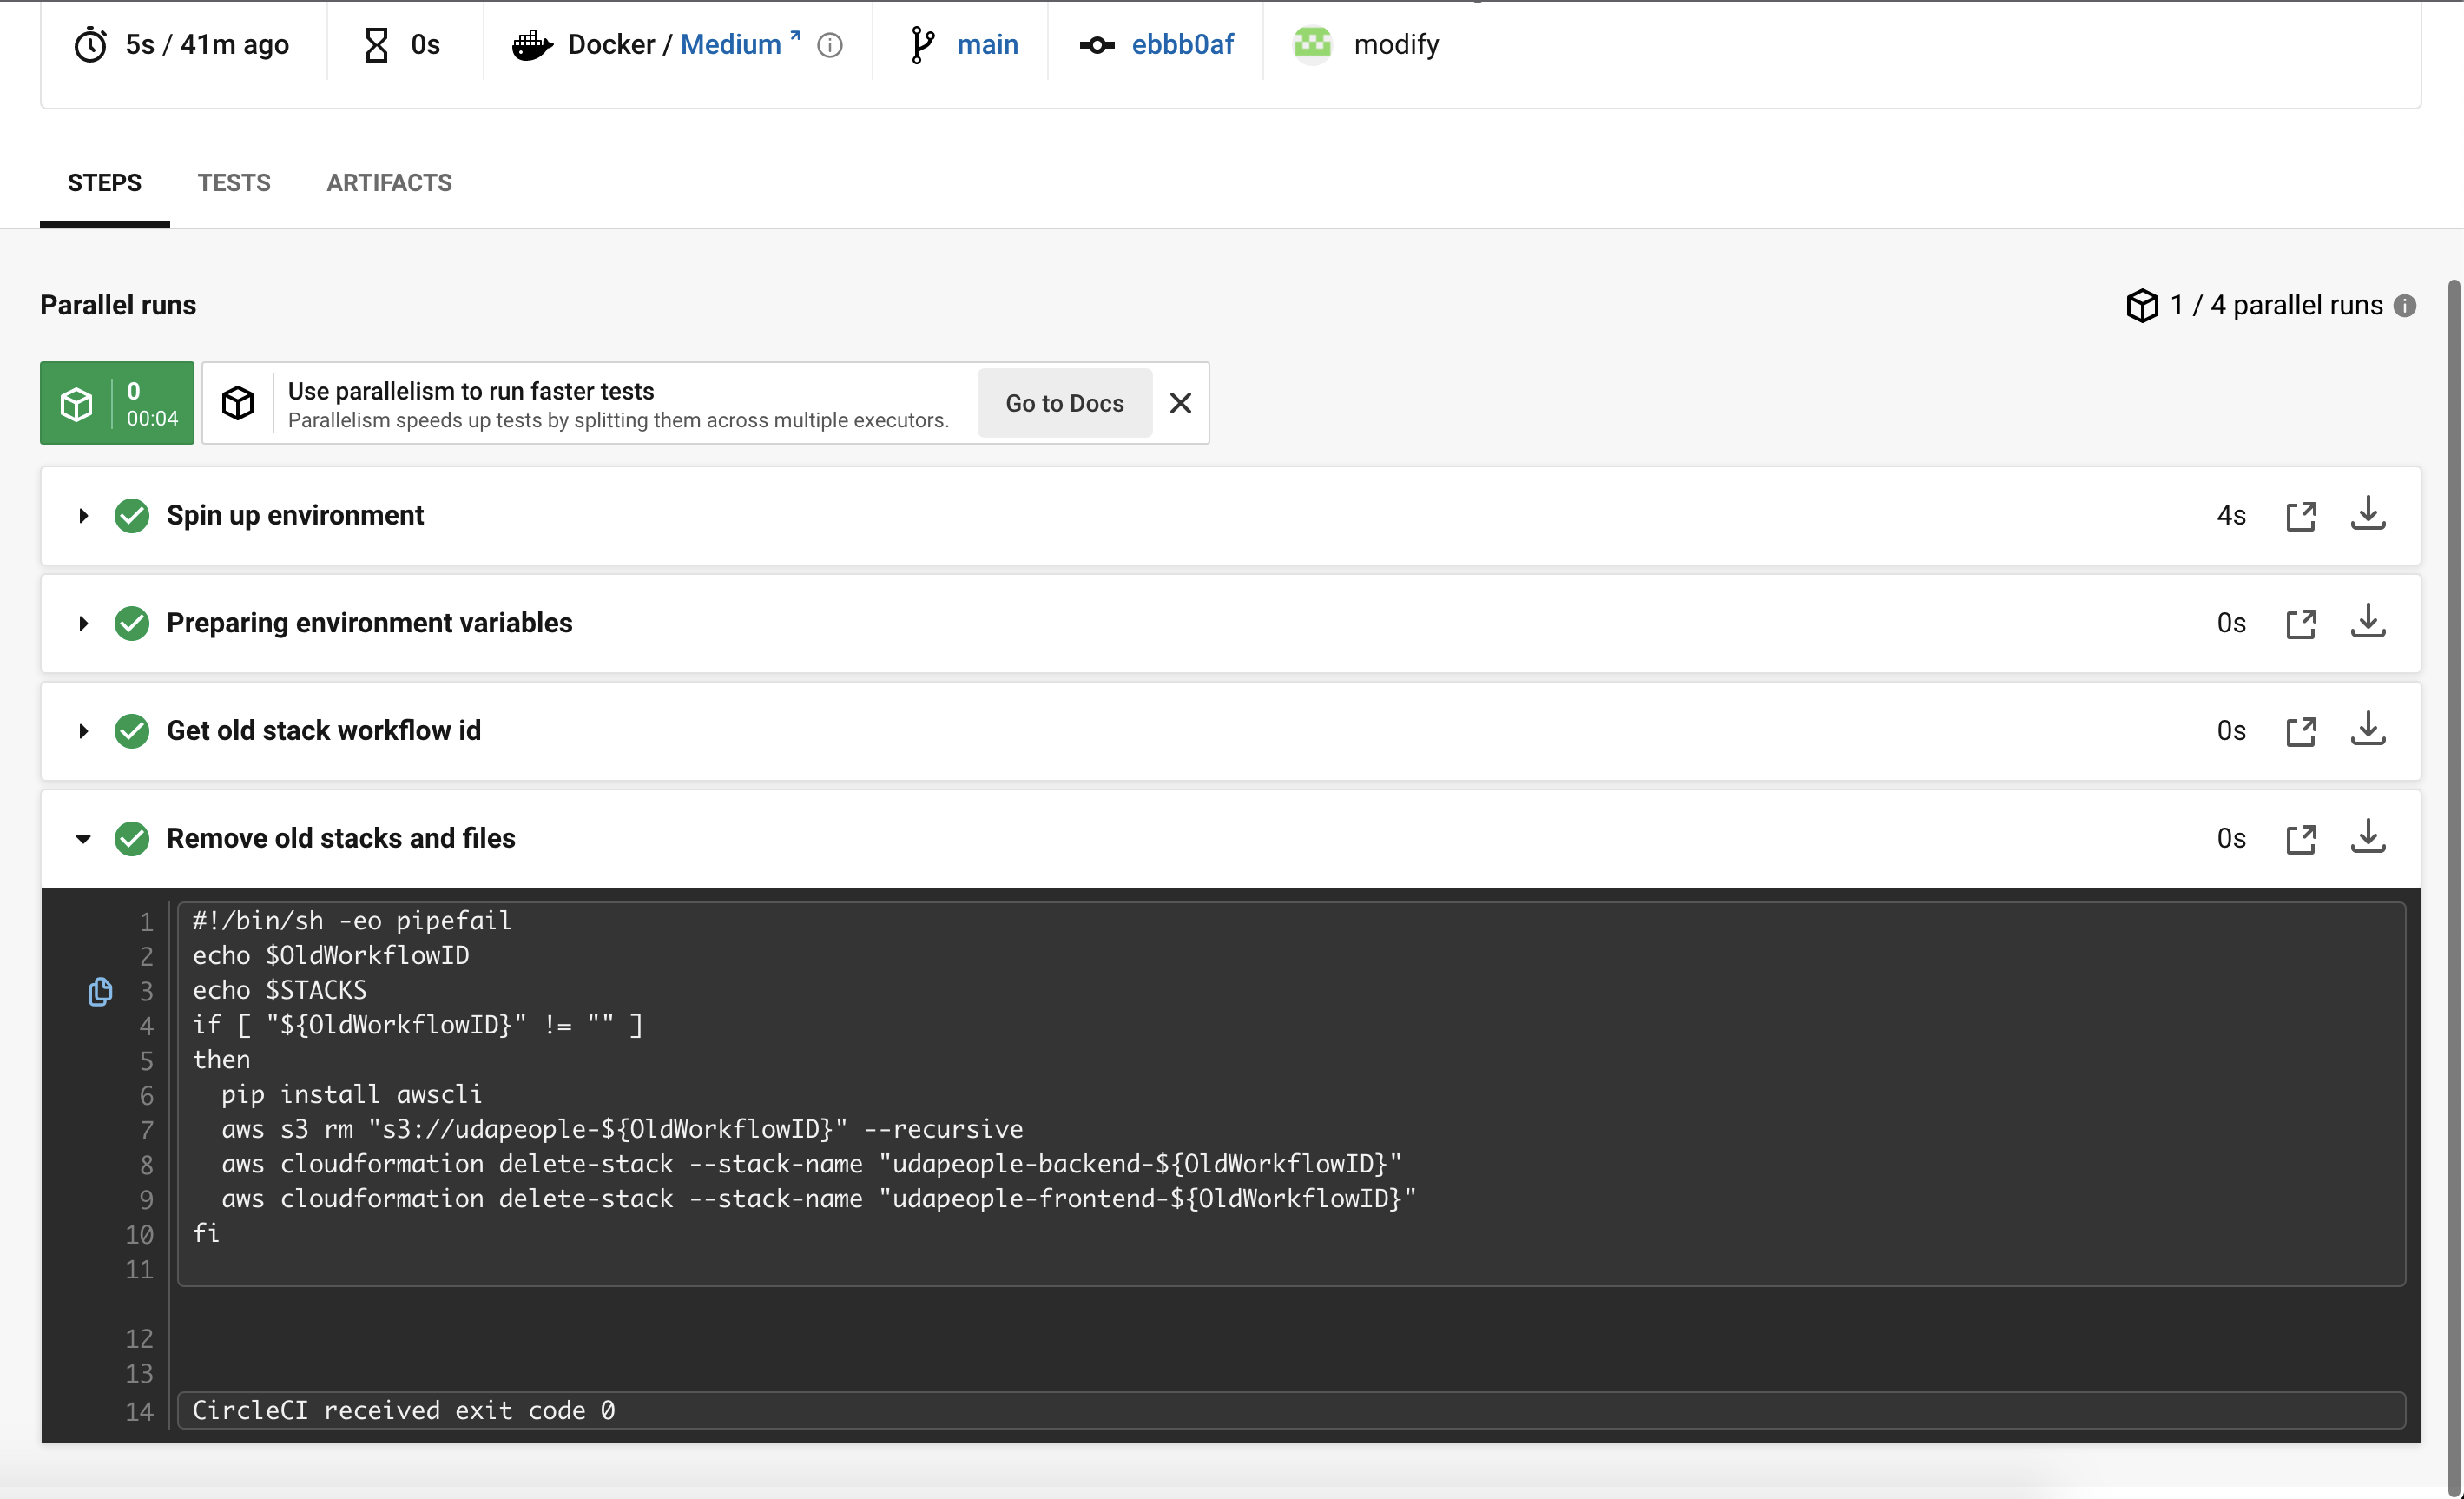 5s / 41m ago 0s Docker / Medium main ebbb0af modify
STEPS TESTS ARTIFACTS
Parallel runs
1 / 4 parallel runs
0
00:04
Use parallelism to run faster tests
Parallelism speeds up tests by splitting them across multiple executors.
Go to Docs
Spin up environment 4s
Preparing environment variables 0s
Get old stack workflow id 0s
Remove old stacks and files 0s
1 #!/bin/sh -eo pipefail
2 echo $OldWorkflowID
3 echo $STACKS
4 if [ "${OldWorkflowID}" != "" ]
5 then
6   pip install awscli
7   aws s3 rm "s3://udapeople-${OldWorkflowID}" --recursive
8   aws cloudformation delete-stack --stack-name "udapeople-backend-${OldWorkflowID}"
9   aws cloudformation delete-stack --stack-name "udapeople-frontend-${OldWorkflowID}"
10 fi
11
12
13
14 CircleCI received exit code 0